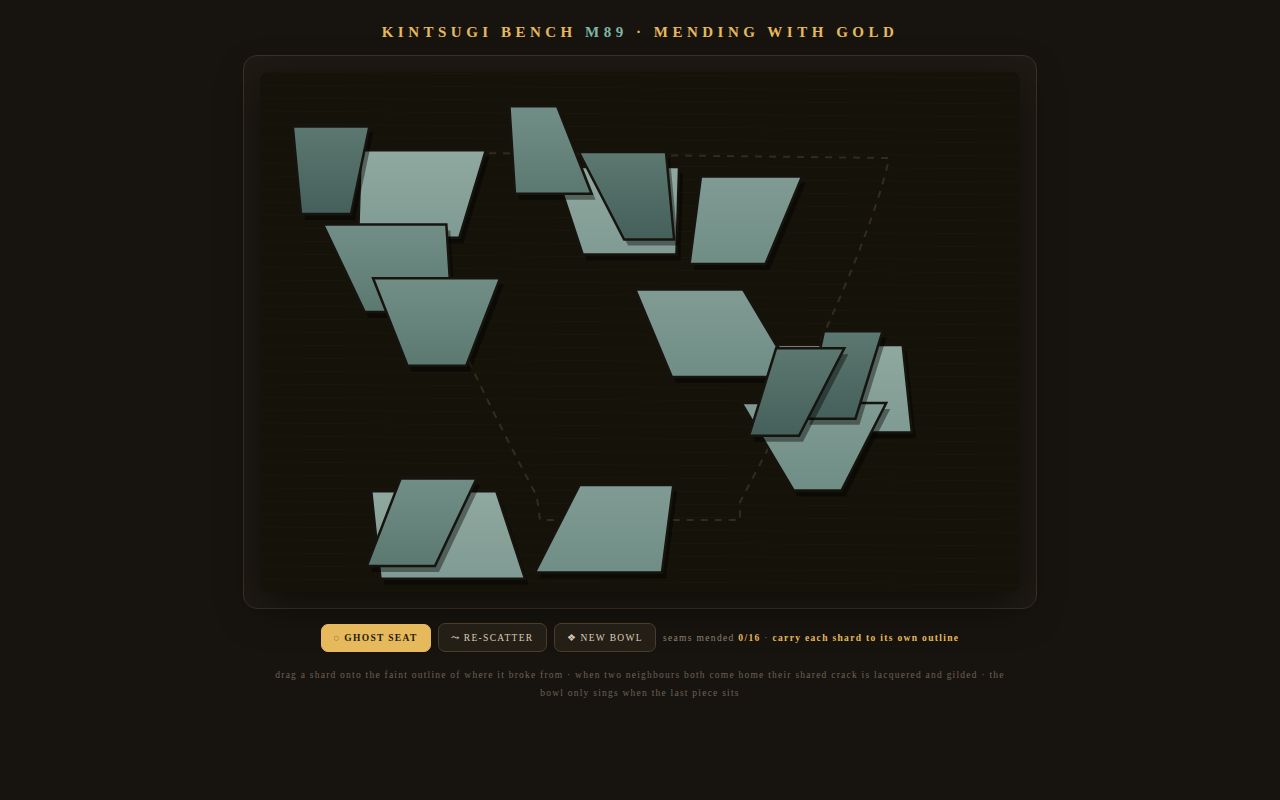 KINTSUGI BENCH M89 · MENDING WITH GOLD
◌ GHOST SEAT
⤳ RE-SCATTER
❖ NEW BOWL
seams mended 0/16 · carry each shard to its own outline
drag a shard onto the faint outline of where it broke from · when two neighbours both come home their shared crack is lacquered and gilded · the
bowl only sings when the last piece sits